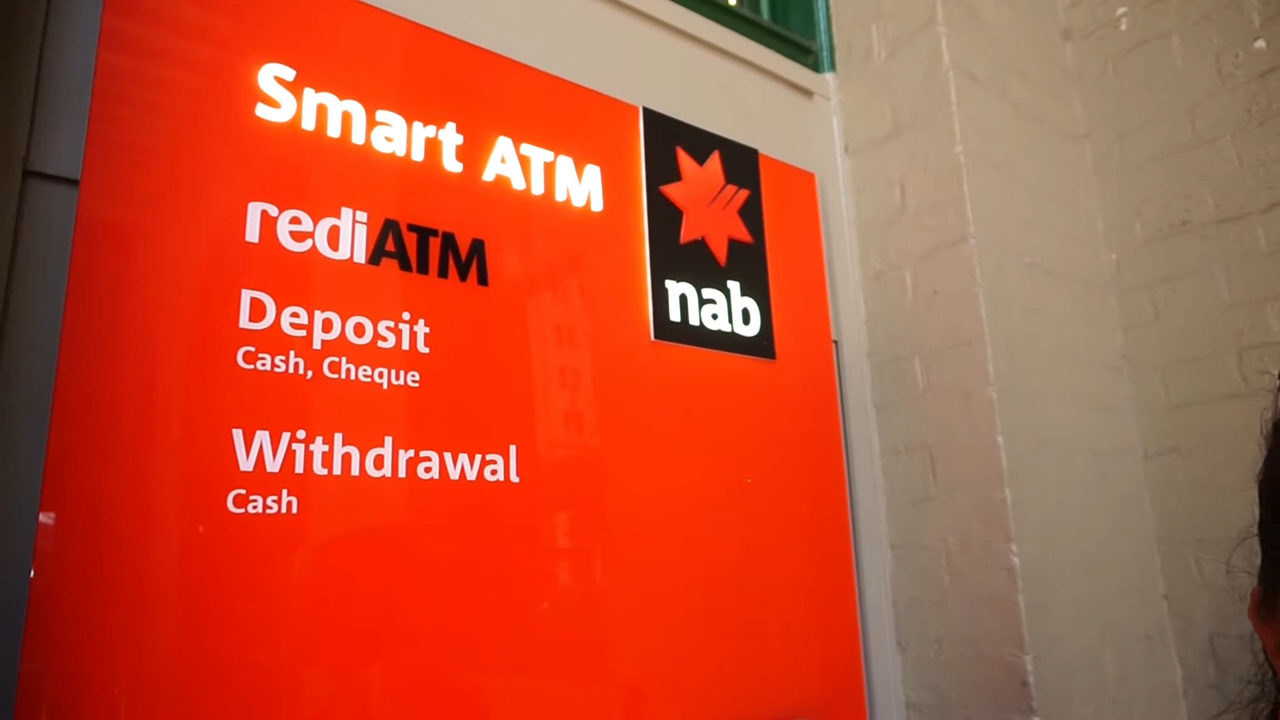 Smart ATM
rediATM
Deposit
Cash, Cheque
Withdrawal
Cash
nab